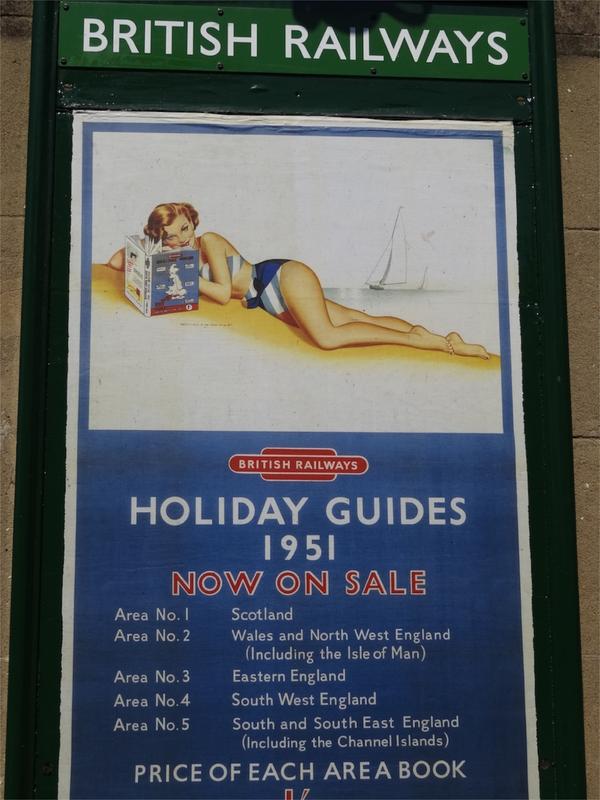 BRITISH RAILWAYS
BRITISH RAILWAYS
HOLIDAY GUIDES
1951
NOW ON SALE
Area No. 1 Scotland
Area No. 2 Wales and North West England
(Including the Isle of Man)
Area No. 3 Eastern England
Area No. 4 South West England
Area No. 5 South and South East England
(Including the Channel Islands)
PRICE OF EACH AREA BOOK